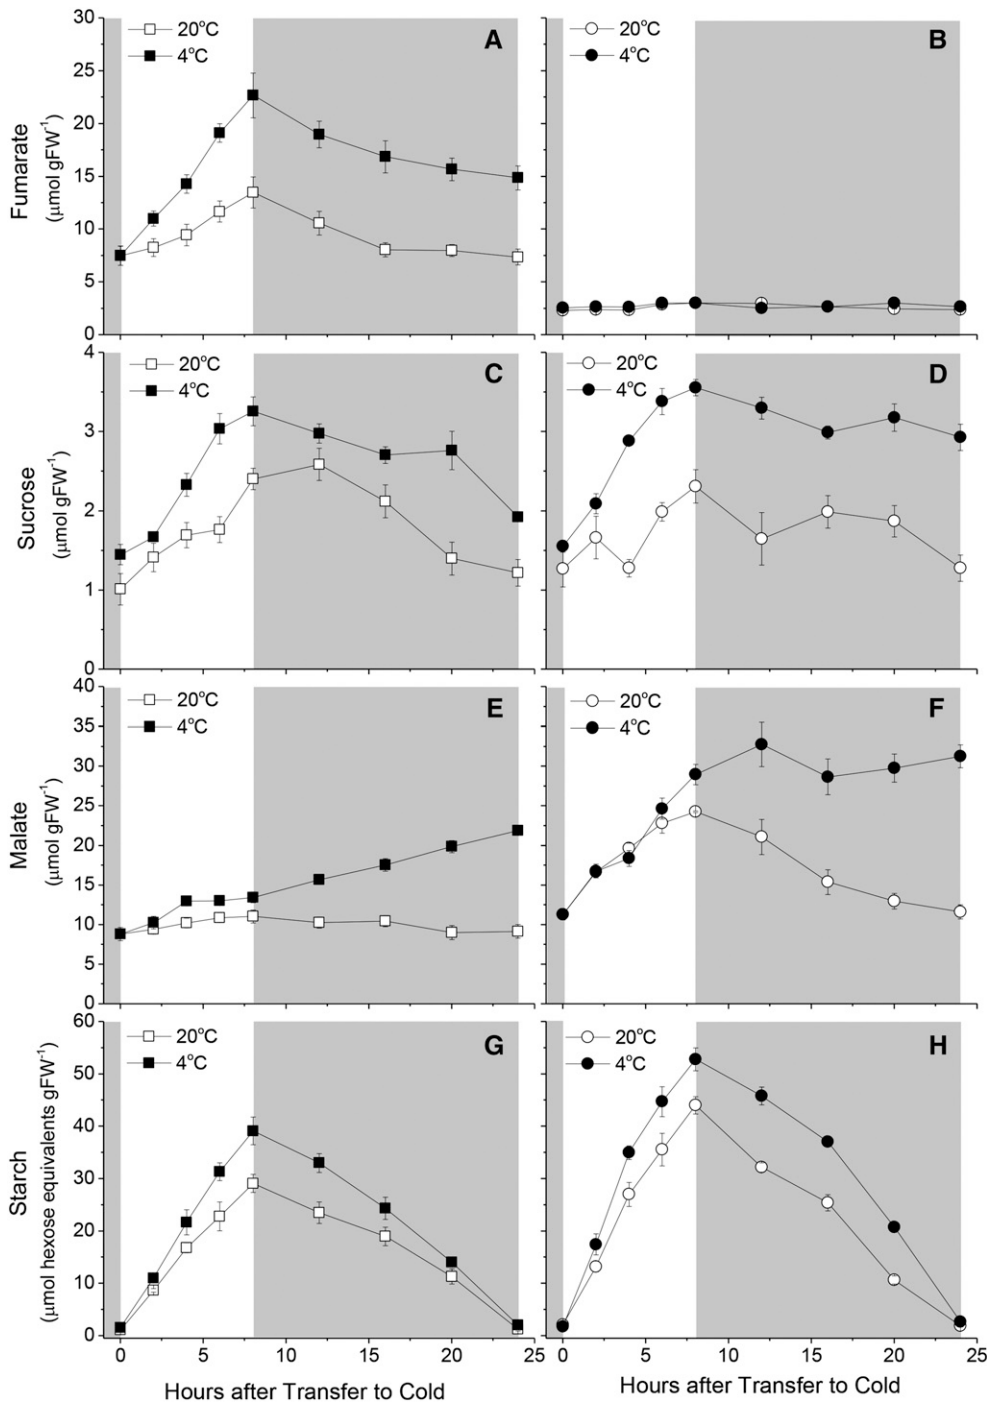 20°C
4°C
A
30
25
20
15
10
5
0
Fumarate
(μmol gFW⁻¹)
20°C
4°C
B
20°C
4°C
C
4
3
2
1
0
Sucrose
(μmol gFW⁻¹)
20°C
4°C
D
20°C
4°C
E
40
35
30
25
20
15
10
5
0
Malate
(μmol gFW⁻¹)
20°C
4°C
F
20°C
4°C
G
60
50
40
30
20
10
0
Starch
(μmol hexose equivalents gFW⁻¹)
20°C
4°C
H
0 5 10 15 20 25
0 5 10 15 20 25
Hours after Transfer to Cold
Hours after Transfer to Cold